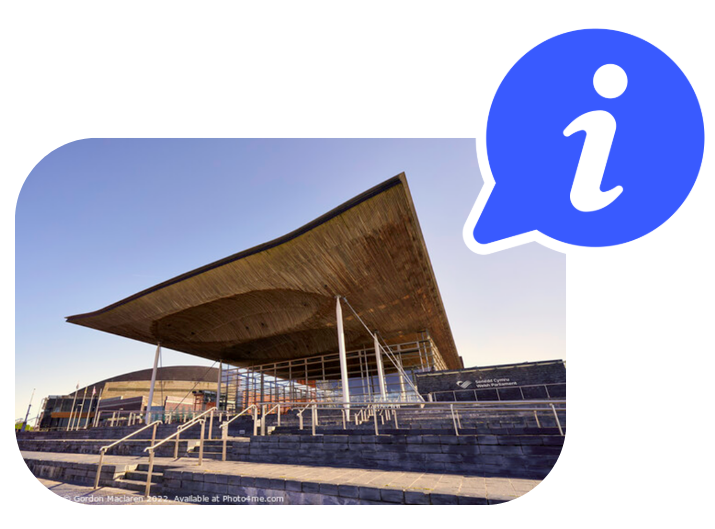 i
Senedd Cymru
Welsh Parliament
Gordon Maclaren 2022. Available at Photo4me.com